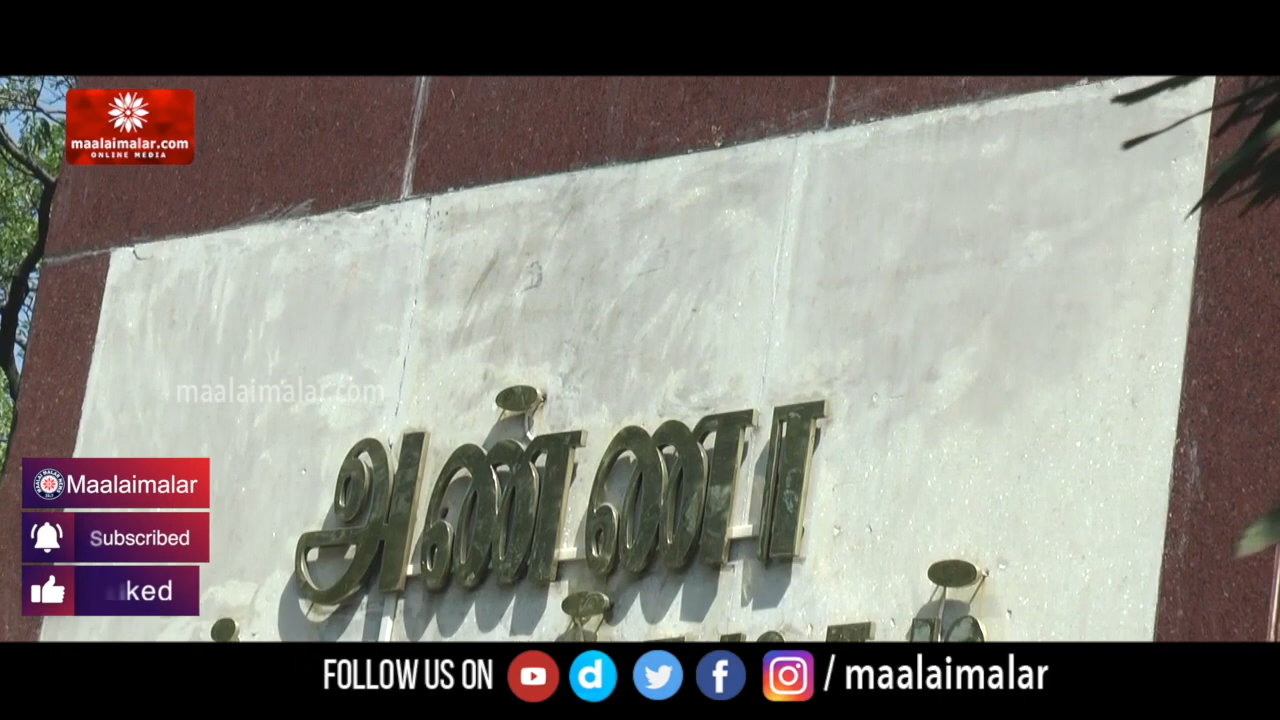 maalaimalar.com
ONLINE MEDIA
maalaimalar.com
அண்ணா
Maalaimalar
Subscribed
FOLLOW US ON / maalaimalar